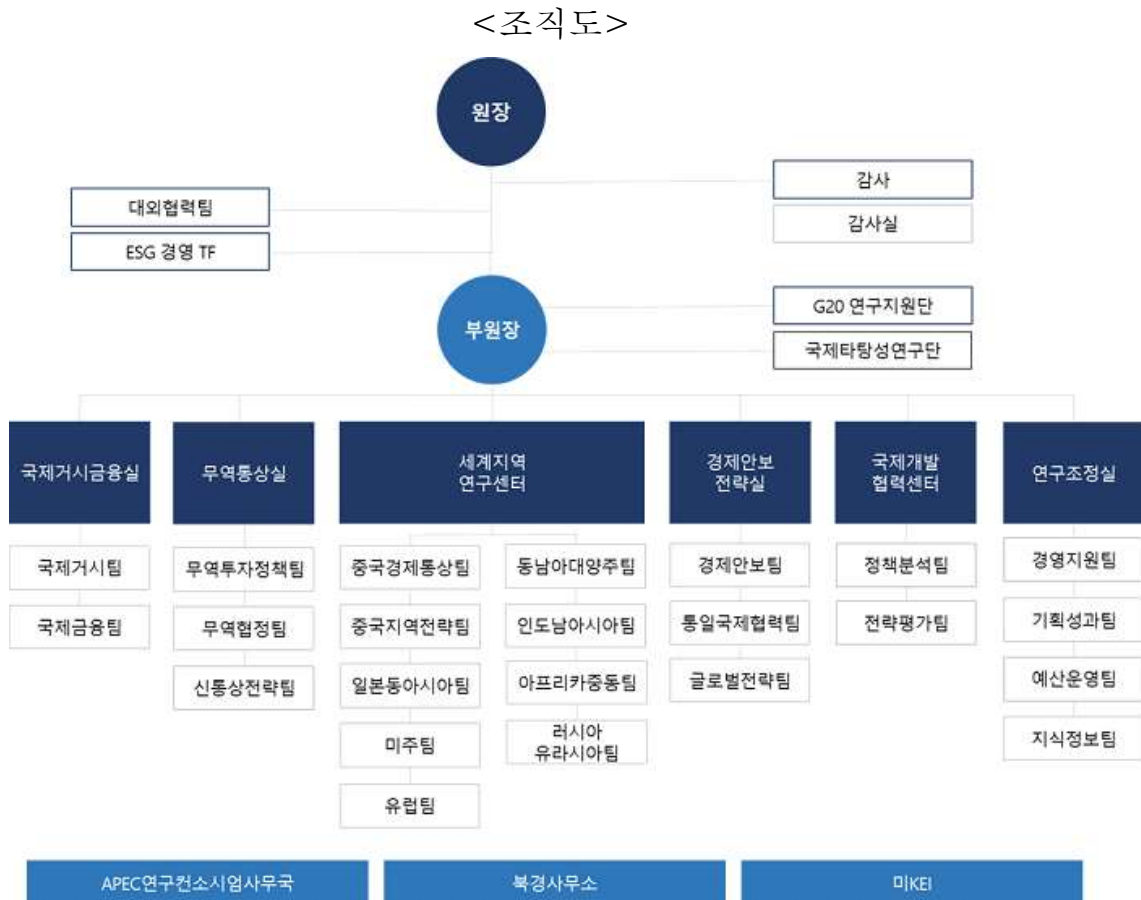 <조직도>
원장
감사
감사실
대외협력팀
ESG 경영 TF
부원장
G20 연구지원단
국제타탕성연구단
국제거시금융실
국제거시팀
국제금융팀
무역통상실
무역투자정책팀
무역협정팀
신통상전략팀
세계지역
연구센터
중국경제통상팀
중국지역전략팀
일본동아시아팀
미주팀
유럽팀
동남아대양주팀
인도남아시아팀
아프리카중동팀
러시아
유라시아팀
경제안보
전략실
경제안보팀
통일국제협력팀
글로벌전략팀
국제개발
협력센터
정책분석팀
전략평가팀
연구조정실
경영지원팀
기획성과팀
예산운영팀
지식정보팀
APEC연구컨소시엄사무국
북경사무소
미KEI